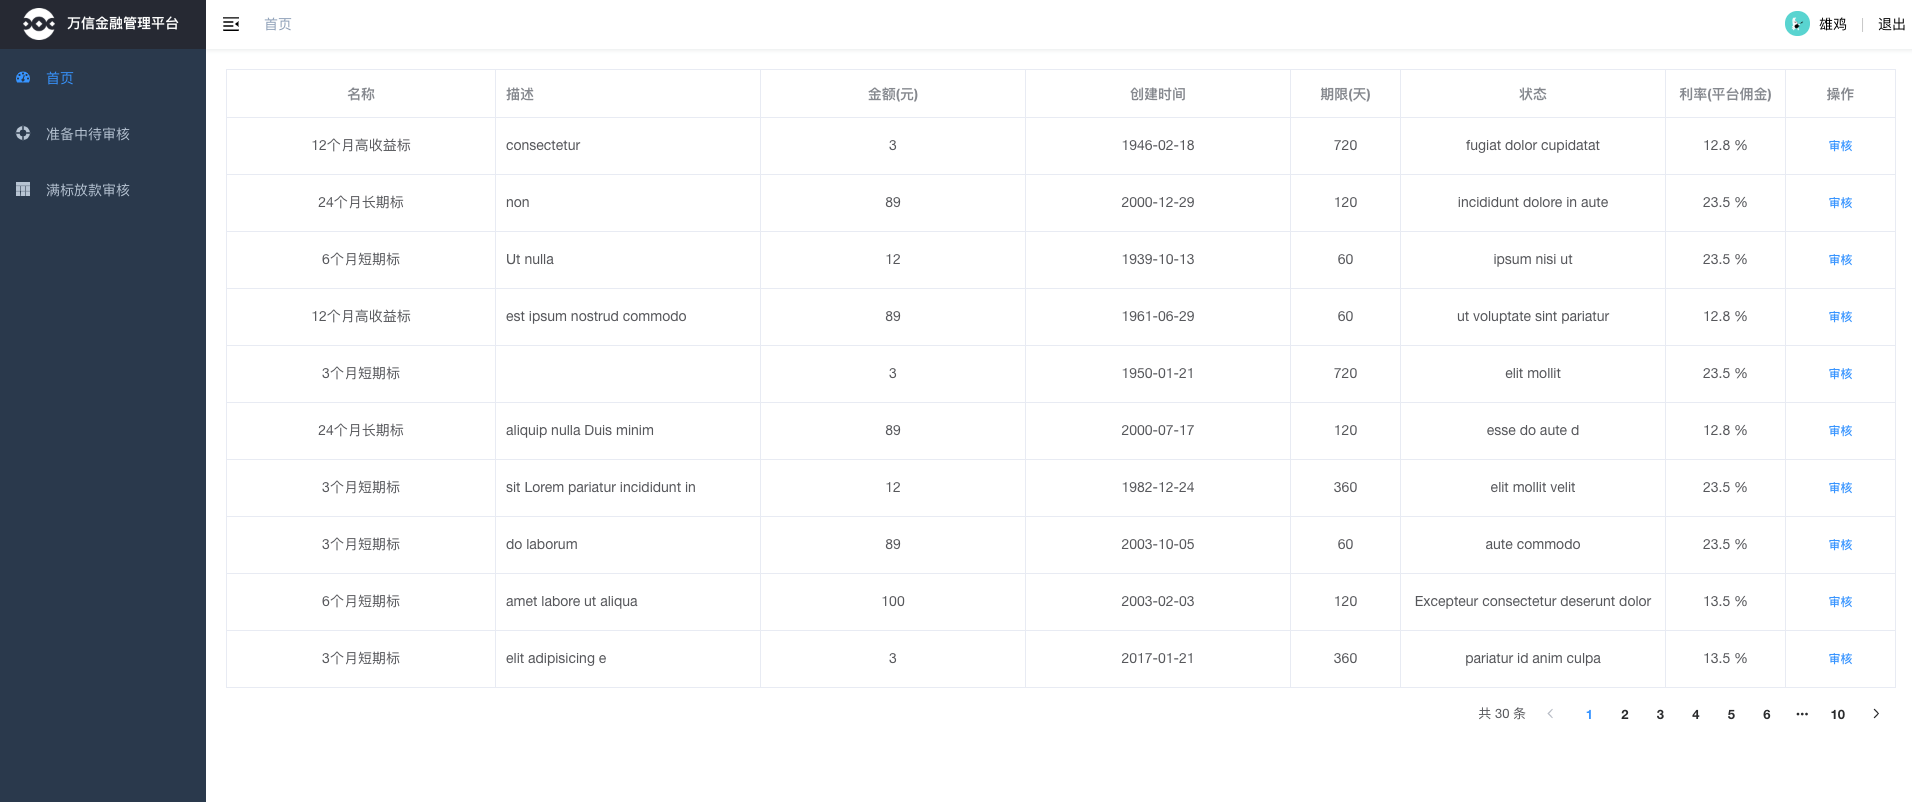 万信金融管理平台
首页
雄鸡
退出
首页
准备中待审核
满标放款审核
名称 描述 金额(元) 创建时间 期限(天) 状态 利率(平台佣金) 操作
12个月高收益标 consectetur 3 1946-02-18 720 fugiat dolor cupidatat 12.8 % 审核
24个月长期标 non 89 2000-12-29 120 incididunt dolore in aute 23.5 % 审核
6个月短期标 Ut nulla 12 1939-10-13 60 ipsum nisi ut 23.5 % 审核
12个月高收益标 est ipsum nostrud commodo 89 1961-06-29 60 ut voluptate sint pariatur 12.8 % 审核
3个月短期标 3 1950-01-21 720 elit mollit 23.5 % 审核
24个月长期标 aliquip nulla Duis minim 89 2000-07-17 120 esse do aute d 12.8 % 审核
3个月短期标 sit Lorem pariatur incididunt in 12 1982-12-24 360 elit mollit velit 23.5 % 审核
3个月短期标 do laborum 89 2003-10-05 60 aute commodo 23.5 % 审核
6个月短期标 amet labore ut aliqua 100 2003-02-03 120 Excepteur consectetur deserunt dolor 13.5 % 审核
3个月短期标 elit adipisicing e 3 2017-01-21 360 pariatur id anim culpa 13.5 % 审核
共 30 条 1 2 3 4 5 6 ••• 10